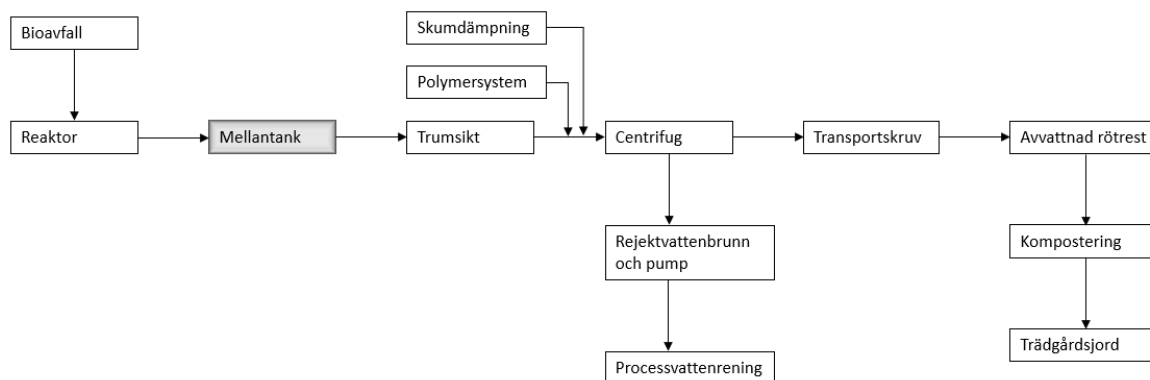 Bioavfall
Skumdämpning
Polymersystem
Reaktor
Mellantank
Trumsikt
Centrifug
Transportskruv
Avvattnad rötrest
Rejektvattenbrunn
och pump
Kompostering
Processvattenrening
Trädgårdsjord